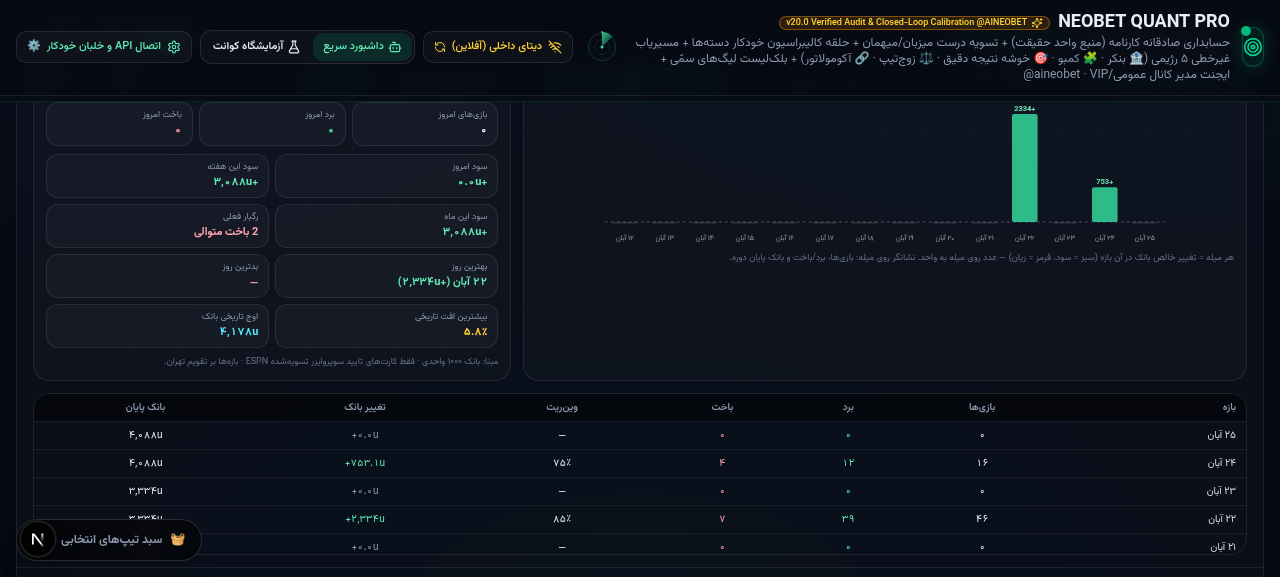 NEOBET QUANT PRO
v20.0 Verified Audit & Closed-Loop Calibration @AINEOBET
حسابداری صادقانه کارنامه (منبع واحد حقیقت) + تسویه درست میزبان/میهمان + حلقه کالیبراسیون خودکار دسته‌ها + مسیریاب
غیرخطی ۵ رژیمی (🏦 بنکر · 🧩 کمبو · 🎯 خوشه نتیجه دقیق · ⚖️ زوج‌تیپ · 🔗 آکومولاتور) + بلک‌لیست لیگ‌های سمّی +
ایجنت مدیر کانال عمومی/VIP · @aineobet
دیتای داخلی (آفلاین)
داشبورد سریع
آزمایشگاه کوانت
اتصال API و خلبان خودکار ⚙️
+2334
+753
۱۲ آبان
۱۳ آبان
۱۴ آبان
۱۵ آبان
۱۶ آبان
۱۷ آبان
۱۸ آبان
۱۹ آبان
۲۰ آبان
۲۱ آبان
۲۲ آبان
۲۳ آبان
۲۴ آبان
۲۵ آبان
هر میله = تغییر خالص بانک در آن بازه (سبز = سود، قرمز = زیان) — عدد روی میله به واحد. نشانگر روی میله: بازی‌ها، برد/باخت و بانک پایان دوره.
بازی‌های امروز
۰
برد امروز
۰
باخت امروز
۰
سود امروز
+۰.۰u
سود این هفته
+۳,۰۸۸u
سود این ماه
+۳,۰۸۸u
رگبار فعلی
2 باخت متوالی
بهترین روز
۲۲ آبان (+۲,۳۳۴u)
بدترین روز
—
بیشترین افت تاریخی
۵.۸٪
اوج تاریخی بانک
۴,۱۷۸u
مبنا: بانک ۱۰۰۰ واحدی · فقط کارت‌های تایید سوپروایزر تسویه‌شده ESPN · بازه‌ها بر تقویم تهران.
بازه بازی‌ها برد باخت وین‌ریت تغییر بانک بانک پایان
۲۵ آبان ۰ ۰ ۰ — +۰.۰u ۴,۰۸۸u
۲۴ آبان ۱۶ ۱۲ ۴ ۷۵٪ +۷۵۳.۱u ۴,۰۸۸u
۲۳ آبان ۰ ۰ ۰ — +۰.۰u ۳,۳۳۴u
۲۲ آبان ۴۶ ۳۹ ۷ ۸۵٪ +۲,۳۳۴u ۳,۳۳۴u
۲۱ آبان ۰ ۰ ۰ — +۰.۰u
🧺 سبد تیپ‌های انتخابی
N